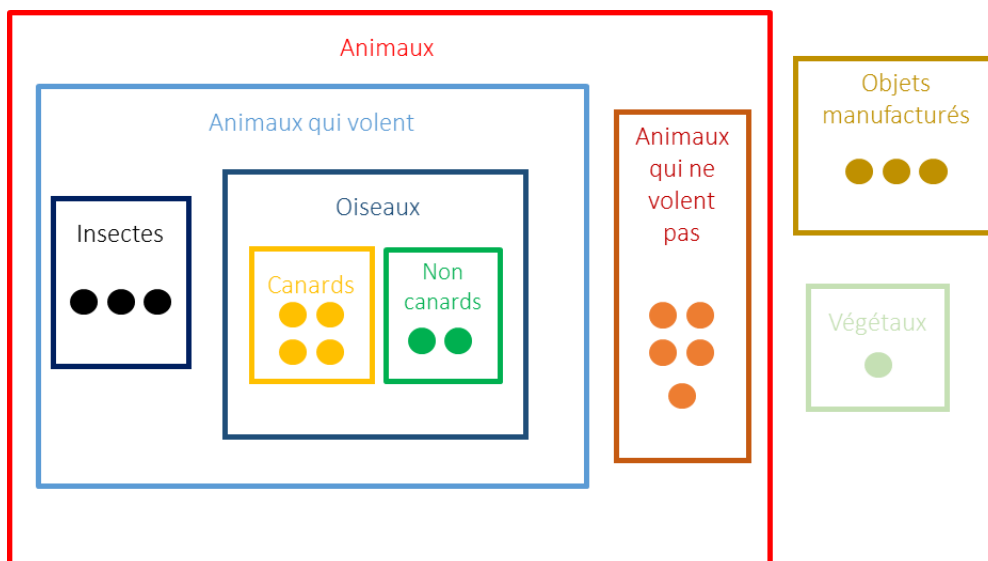 Animaux
Animaux qui volent
Insectes
Oiseaux
Canards
Non
canards
Animaux
qui ne
volent
pas
Objets
manufacturés
Végétaux